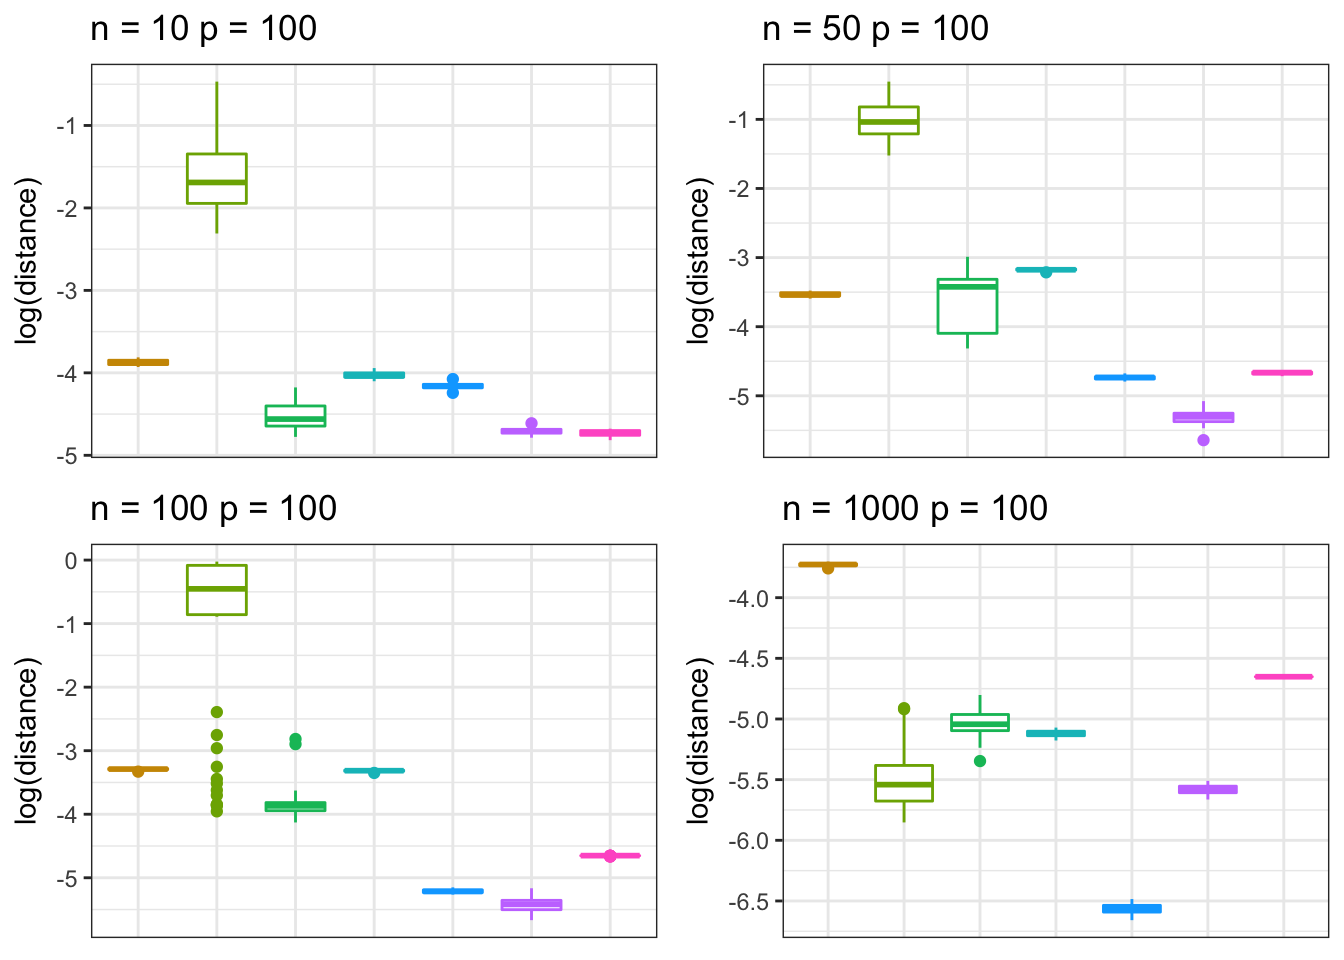 n = 10 p = 100
log(distance)
-1
-2
-3
-4
-5
n = 50 p = 100
log(distance)
-1
-2
-3
-4
-5
n = 100 p = 100
log(distance)
0
-1
-2
-3
-4
-5
n = 1000 p = 100
log(distance)
-4.0
-4.5
-5.0
-5.5
-6.0
-6.5